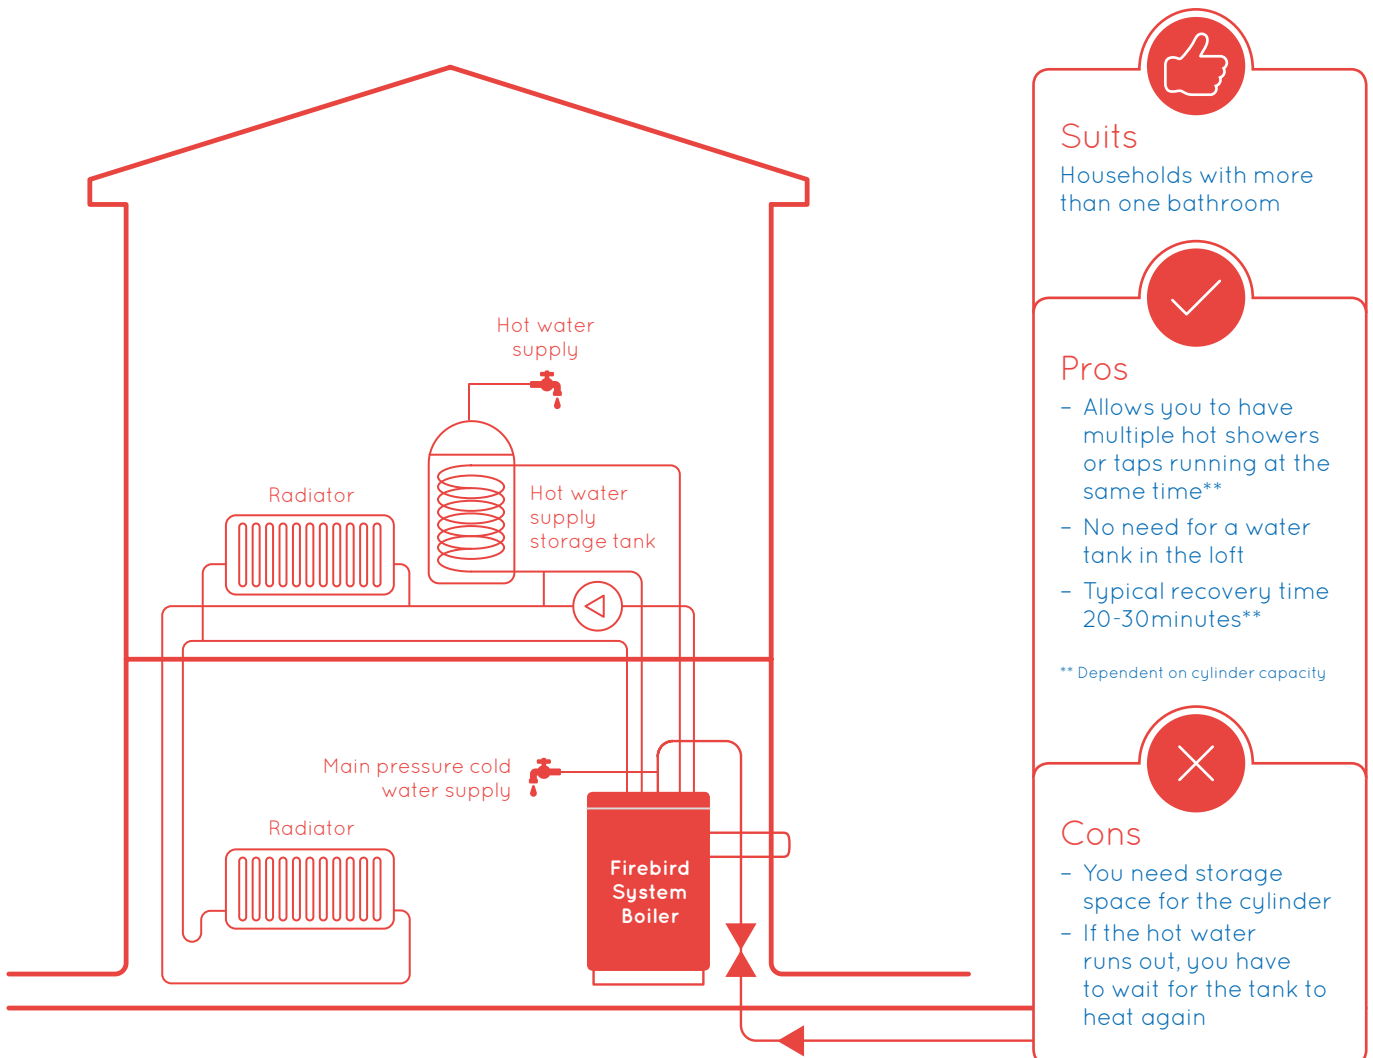 Hot water
supply
Radiator
Hot water
supply
storage tank
Main pressure cold
water supply
Radiator
Firebird
System
Boiler
Suits
Households with more
than one bathroom
Pros
– Allows you to have
multiple hot showers
or taps running at the
same time**
– No need for a water
tank in the loft
– Typical recovery time
20-30minutes**
** Dependent on cylinder capacity
Cons
– You need storage
space for the cylinder
– If the hot water
runs out, you have
to wait for the tank to
heat again